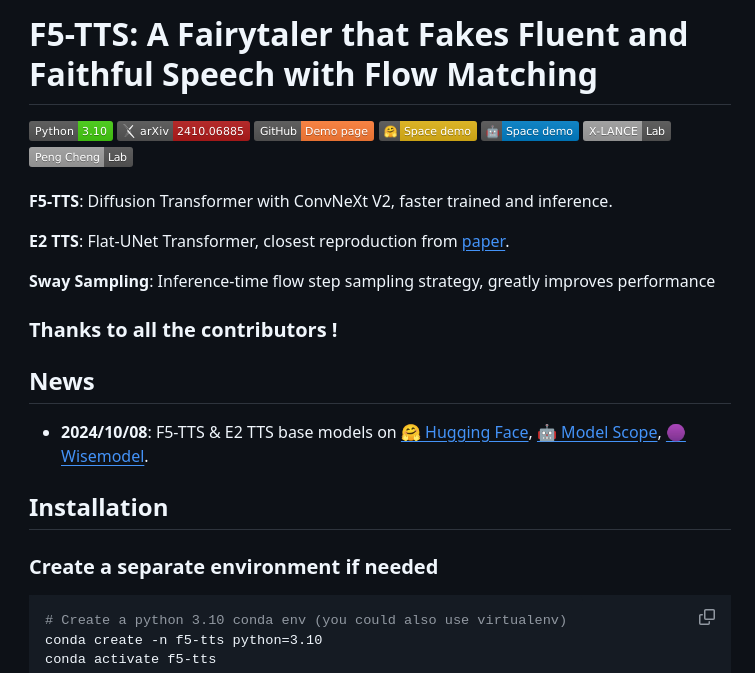 F5-TTS: A Fairytaler that Fakes Fluent and
Faithful Speech with Flow Matching
Python 3.10 arXiv 2410.06885 GitHub Demo page 🤗 Space demo 🤖 Space demo X-LANCE Lab
Peng Cheng Lab
F5-TTS: Diffusion Transformer with ConvNeXt V2, faster trained and inference.
E2 TTS: Flat-UNet Transformer, closest reproduction from paper.
Sway Sampling: Inference-time flow step sampling strategy, greatly improves performance
Thanks to all the contributors !
News
• 2024/10/08: F5-TTS & E2 TTS base models on 🤗 Hugging Face, 🤖 Model Scope, 🟣
Wisemodel.
Installation
Create a separate environment if needed
# Create a python 3.10 conda env (you could also use virtualenv)
conda create -n f5-tts python=3.10
conda activate f5-tts